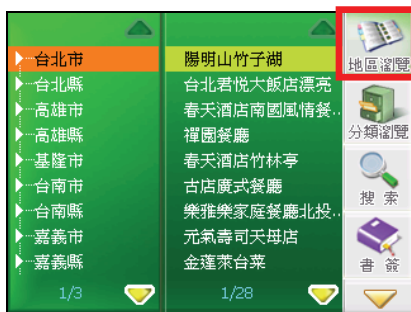 台北市
台北縣
高雄市
高雄縣
基隆市
台南市
台南縣
嘉義市
嘉義縣
1/3
陽明山竹子湖
台北君悦大飯店漂亮
春天酒店南國風情餐..
禪園餐廳
春天酒店竹林亭
古店廣式餐廳
樂雅樂家庭餐廳北投..
元氣壽司天母店
金蓬萊台菜
1/28
地區瀏覽
分類瀏覽
搜索
書簽